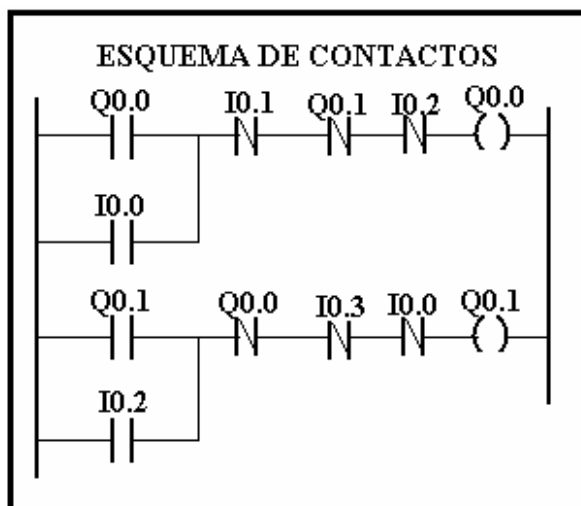 ESQUEMA DE CONTACTOS
Q0.0 I0.1 Q0.1 I0.2 Q0.0
I0.0
Q0.1 Q0.0 I0.3 I0.0 Q0.1
I0.2